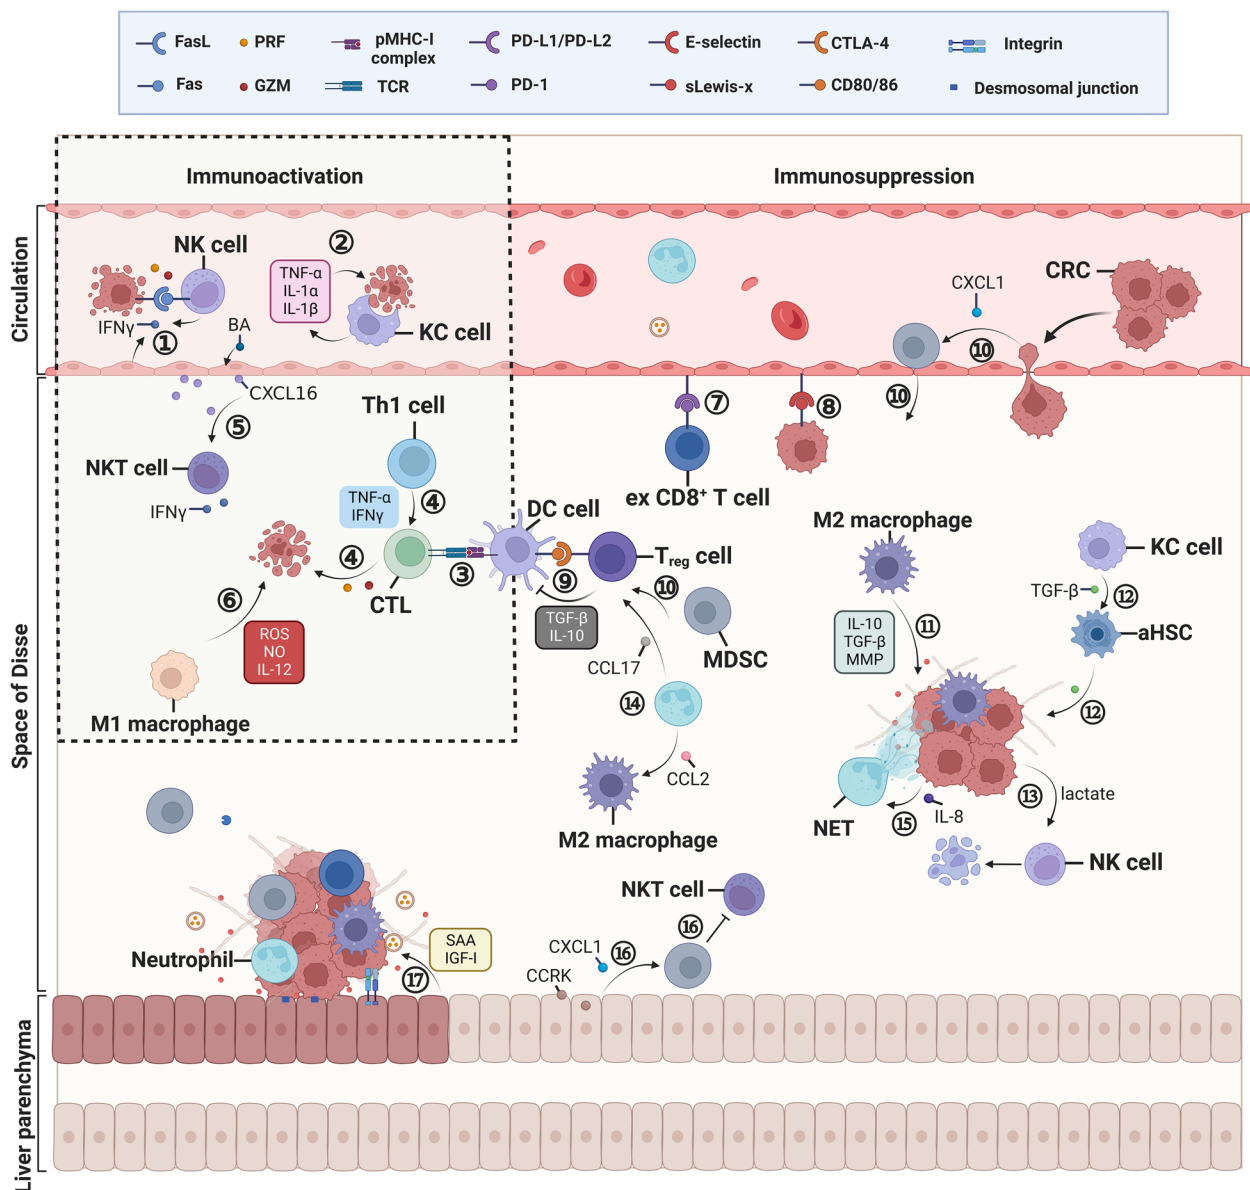 FasL
PRF
pMHC-I
complex
PD-L1/PD-L2
E-selectin
CTLA-4
Integrin
Fas
GZM
TCR
PD-1
sLewis-x
CD80/86
Desmosomal junction
Immunoactivation
Immunosuppression
Circulation
NK cell
②
TNF-α
IL-1α
IL-1β
KC cell
IFNγ
①
BA
CXCL16
CXCL1
CRC
⑩
⑩
Space of Disse
Th1 cell
⑤
NKT cell
IFNγ
TNF-α
IFNγ
④
④
CTL
③
⑥
ROS
NO
IL-12
M1 macrophage
⑦
⑧
ex CD8⁺ T cell
DC cell
⑨
Treg cell
TGF-β
IL-10
⑩
MDSC
CCL17
⑭
CCL2
M2 macrophage
M2 macrophage
IL-10
TGF-β
MMP
⑪
KC cell
TGF-β
⑫
aHSC
⑫
NET
⑮
IL-8
⑬
lactate
NK cell
Neutrophil
SAA
IGF-I
⑰
NKT cell
⑯
CXCL1
⑯
CCRK
Liver parenchyma